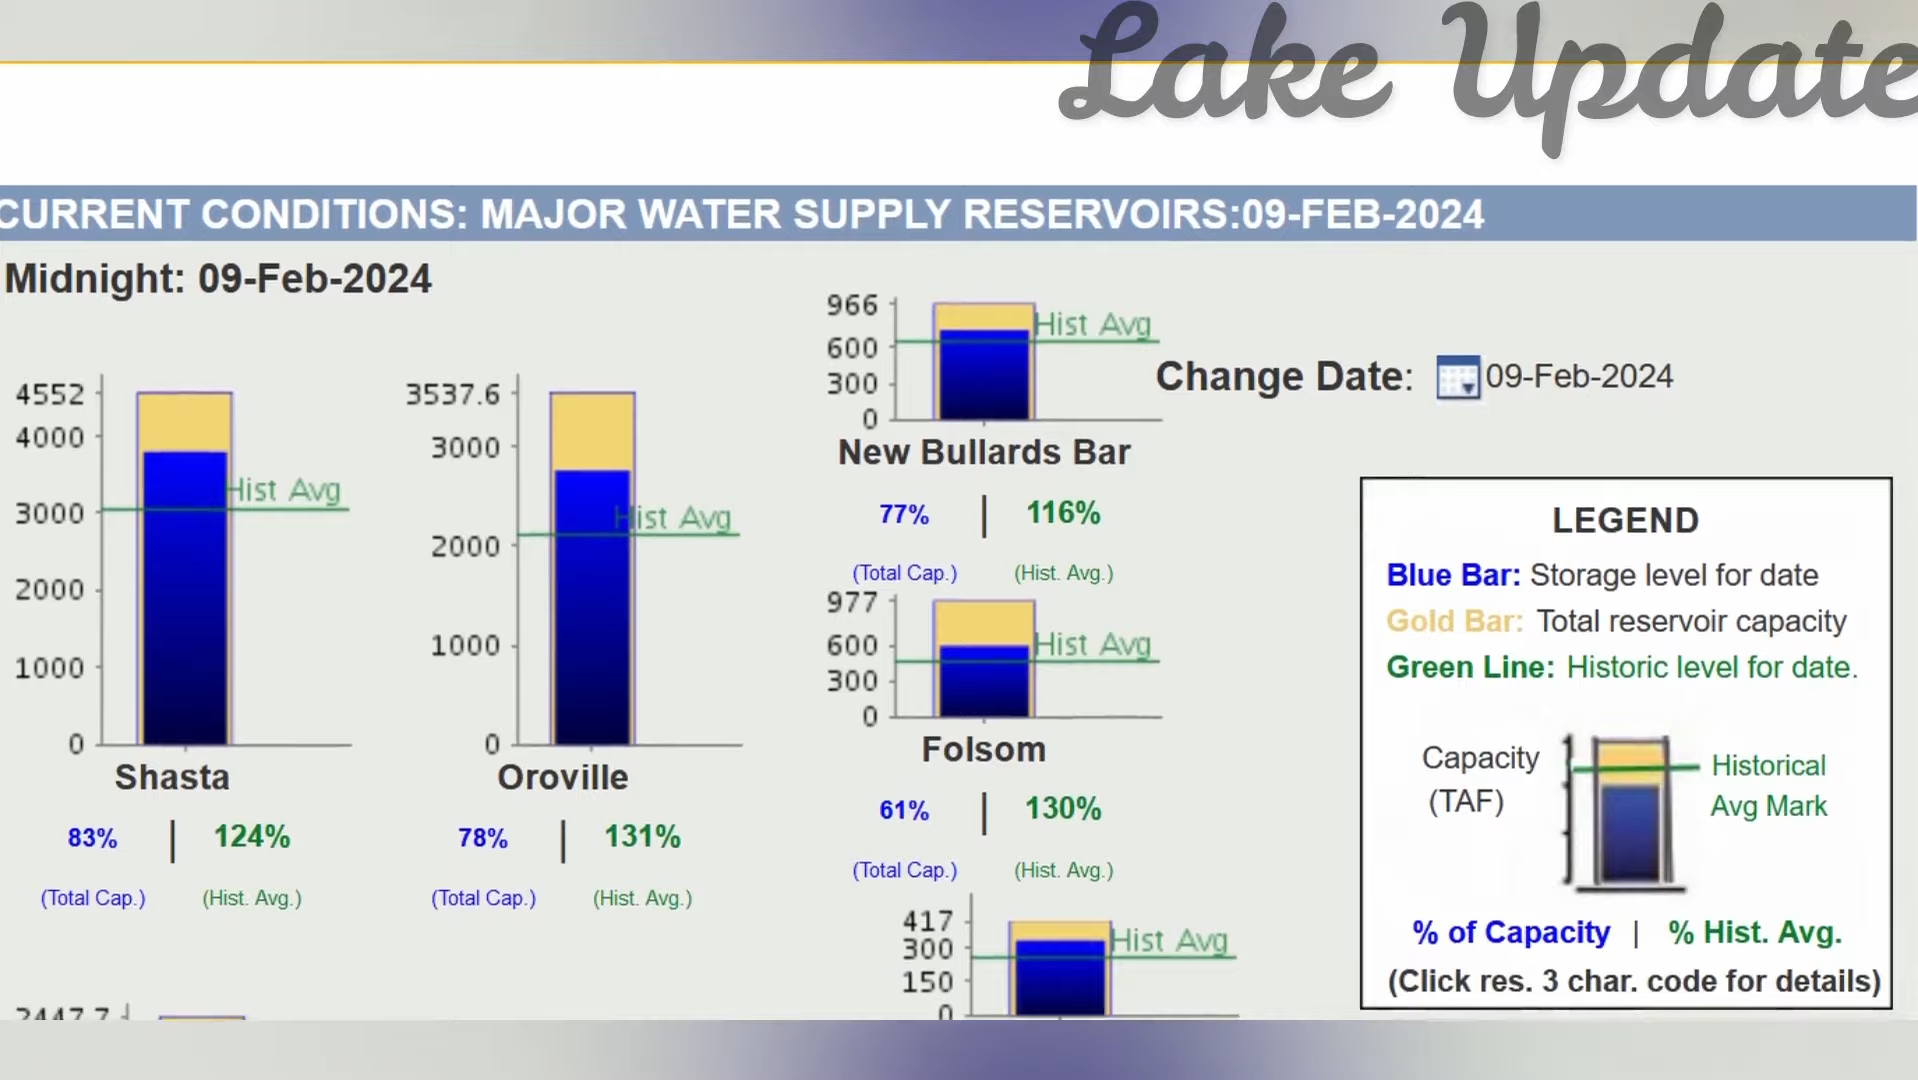 Lake Update
CURRENT CONDITIONS: MAJOR WATER SUPPLY RESERVOIRS:09-FEB-2024
Midnight: 09-Feb-2024
4552
4000
3000
2000
1000
0
Hist Avg
Shasta
83% | 124%
(Total Cap.) (Hist. Avg.)
3537.6
3000
2000
1000
0
Hist Avg
Oroville
78% | 131%
(Total Cap.) (Hist. Avg.)
966
600
300
0
Hist Avg
New Bullards Bar
77% | 116%
(Total Cap.) (Hist. Avg.)
977
600
300
0
Hist Avg
Folsom
61% | 130%
(Total Cap.) (Hist. Avg.)
417
300
150
0
Hist Avg
2447.7
Change Date: 09-Feb-2024
LEGEND
Blue Bar: Storage level for date
Gold Bar: Total reservoir capacity
Green Line: Historic level for date.
Capacity
(TAF)
Historical
Avg Mark
% of Capacity | % Hist. Avg.
(Click res. 3 char. code for details)